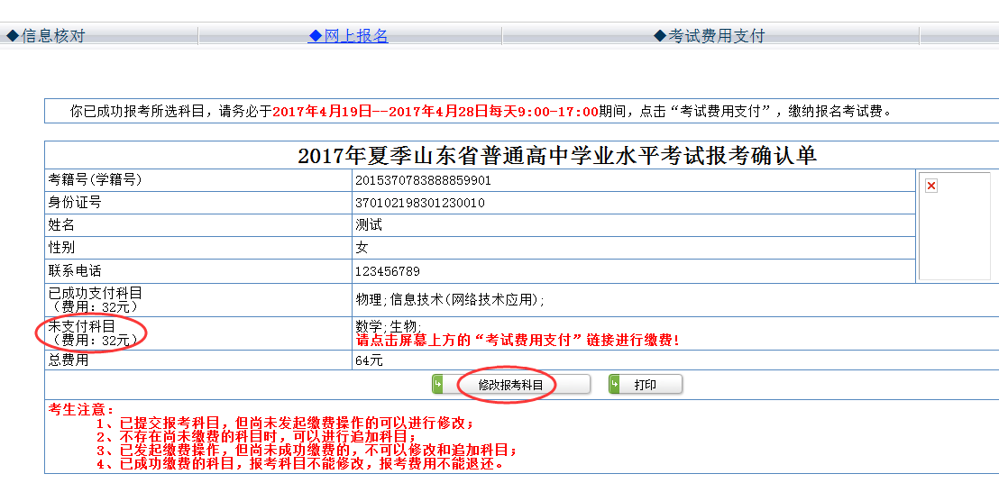 ◆信息核对 ◆网上报名 ◆考试费用支付
你已成功报考所选科目，请务必于2017年4月19日--2017年4月28日每天9:00-17:00期间，点击“考试费用支付”，缴纳报名考试费。
2017年夏季山东省普通高中学业水平考试报考确认单
考籍号(学籍号) 2015370783888859901
身份证号 370102198301230010
姓名 测试
性别 女
联系电话 123456789
已成功支付科目
（费用：32元） 物理;信息技术(网络技术应用);
未支付科目 数学;生物;
（费用：32元） 请点击屏幕上方的“考试费用支付”链接进行缴费!
总费用 64元
修改报考科目 打印
考生注意：
1、已提交报考科目，但尚未发起缴费操作的可以进行修改；
2、不存在尚未缴费的科目时，可以进行追加科目；
3、已发起缴费操作，但尚未成功缴费的，不可以修改和追加科目；
4、已成功缴费的科目，报考科目不能修改，报考费用不能退还。